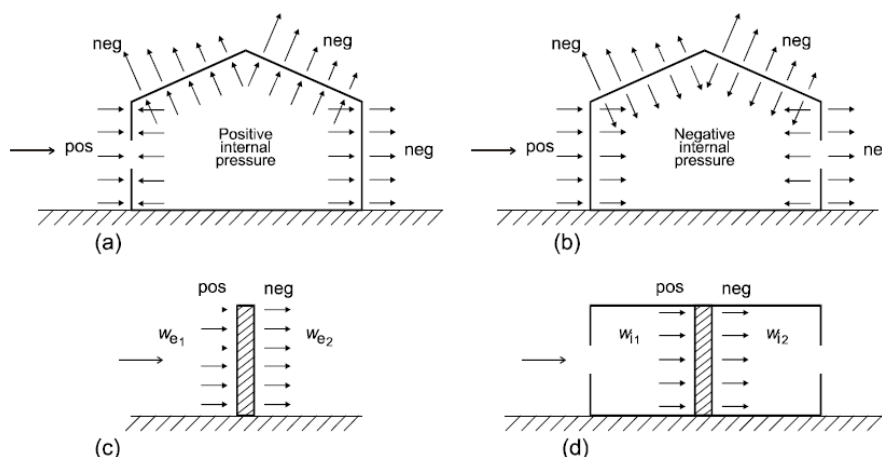 neg
neg
pos
Positive
internal
pressure
neg
(a)
neg
neg
pos
Negative
internal
pressure
ne
(b)
pos neg
we1
we2
(c)
pos neg
wi1
wi2
(d)